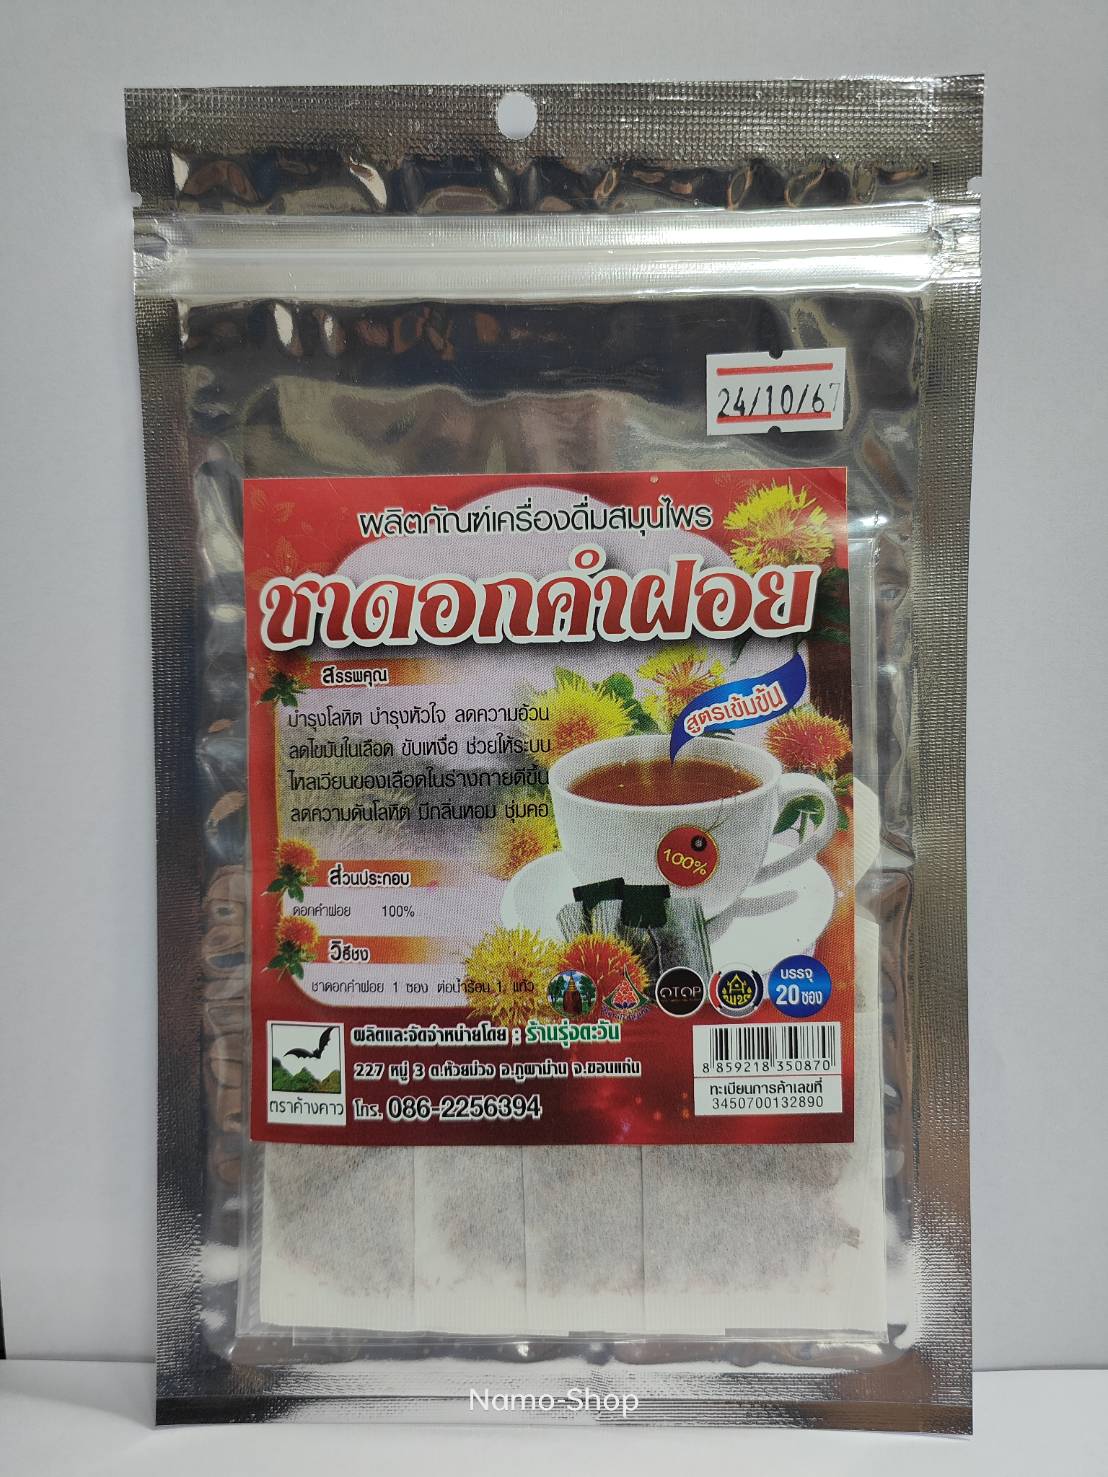 24/10/67
ผลิตภัณฑ์เครื่องดื่มสมุนไพร
ชาดอกคำฝอย
สูตรเข้มข้น
สรรพคุณ
บำรุงโลหิต บำรุงหัวใจ ลดความอ้วน
ลดไขมันในเลือด ขับเหงื่อ ช่วยให้ระบบ
ไหลเวียนของเลือดในร่างกายดีขึ้น
ลดความดันโลหิต มีกลิ่นหอม ชุ่มคอ
100%
ส่วนประกอบ
ดอกคำฝอย 100%
วิธีชง
ชาดอกคำฝอย 1 ซอง ต่อน้ำร้อน 1 แก้ว
OTOP
บรรจุ
20 ซอง
ผลิตและจัดจำหน่ายโดย : ร้านรุ่งตะวัน
227 หมู่ 3 ต.ห้วยม่วง อ.ภูผาม่าน จ.ขอนแก่น
โทร. 086-2256394
ตราค้างคาว
8 859218 350870
ทะเบียนการค้าเลขที่
3450700132890
Namo-Shop